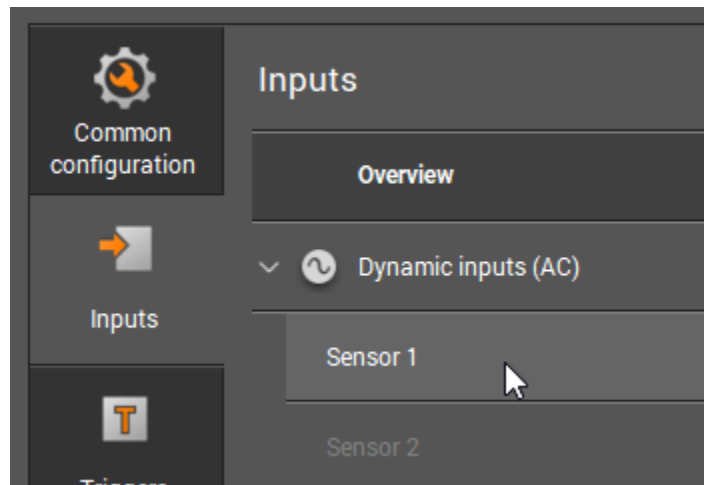 Common
configuration
Inputs
T
Inputs
Overview
Dynamic inputs (AC)
Sensor 1
Sensor 2